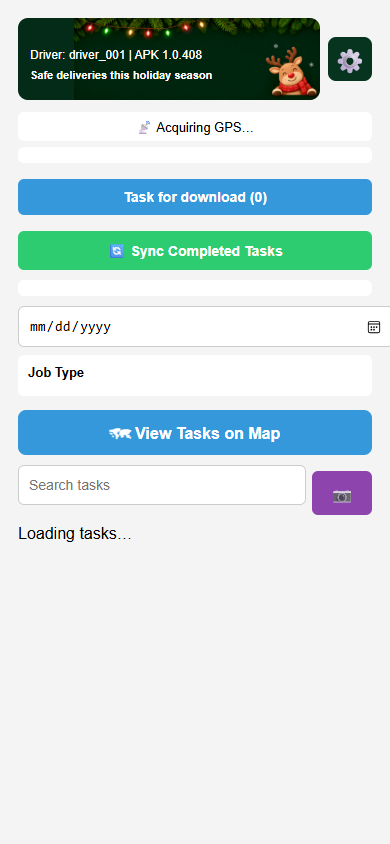 Driver: driver_001 | APK 1.0.408
Safe deliveries this holiday season
Acquiring GPS...
Task for download (0)
Sync Completed Tasks
mm/dd/yyyy
Job Type
View Tasks on Map
Search tasks
Loading tasks...